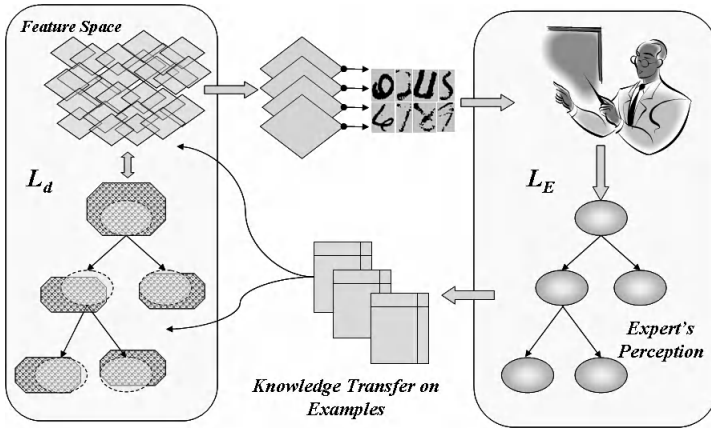 Feature Space
L_d
L_E
Expert's
Perception
Knowledge Transfer on
Examples